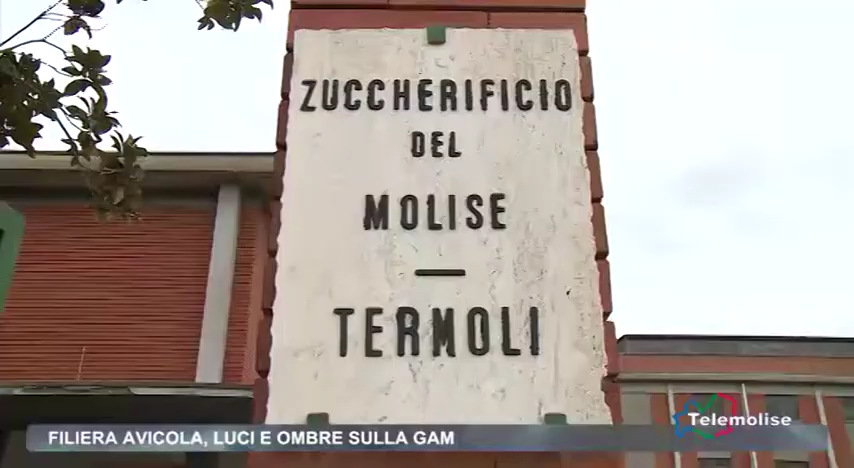 ZUCCHERIFICIO
DEL
MOLISE
—
TERMOLI
FILIERA AVICOLA, LUCI E OMBRE SULLA GAM
Telemolise